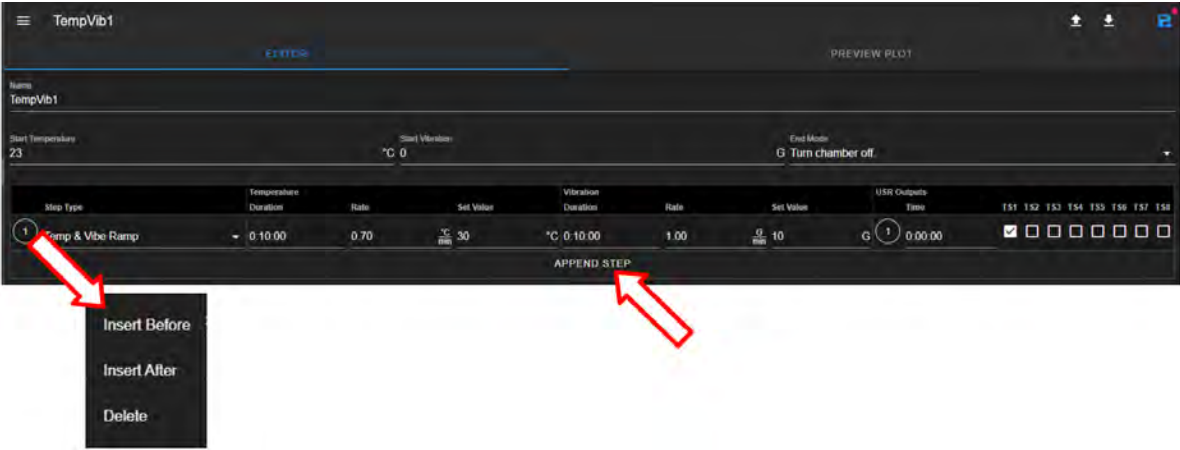 TempVib1
EDITOR PREVIEW PLOT
Name
TempVib1
Start Temperature Start Vibration End Mode
23 °C 0 G Turn chamber off.
Temperature Vibration USR Outputs
Step Type Duration Rate Set Value Duration Rate Set Value Time TS1 TS2 TS3 TS4 TS5 TS6 TS7 TS8
1 Temp & Vibe Ramp 0:10:00 0.70 °C/min 30 °C 0:10:00 1.00 G/min 10 G 1 0:00:00
APPEND STEP
Insert Before
Insert After
Delete